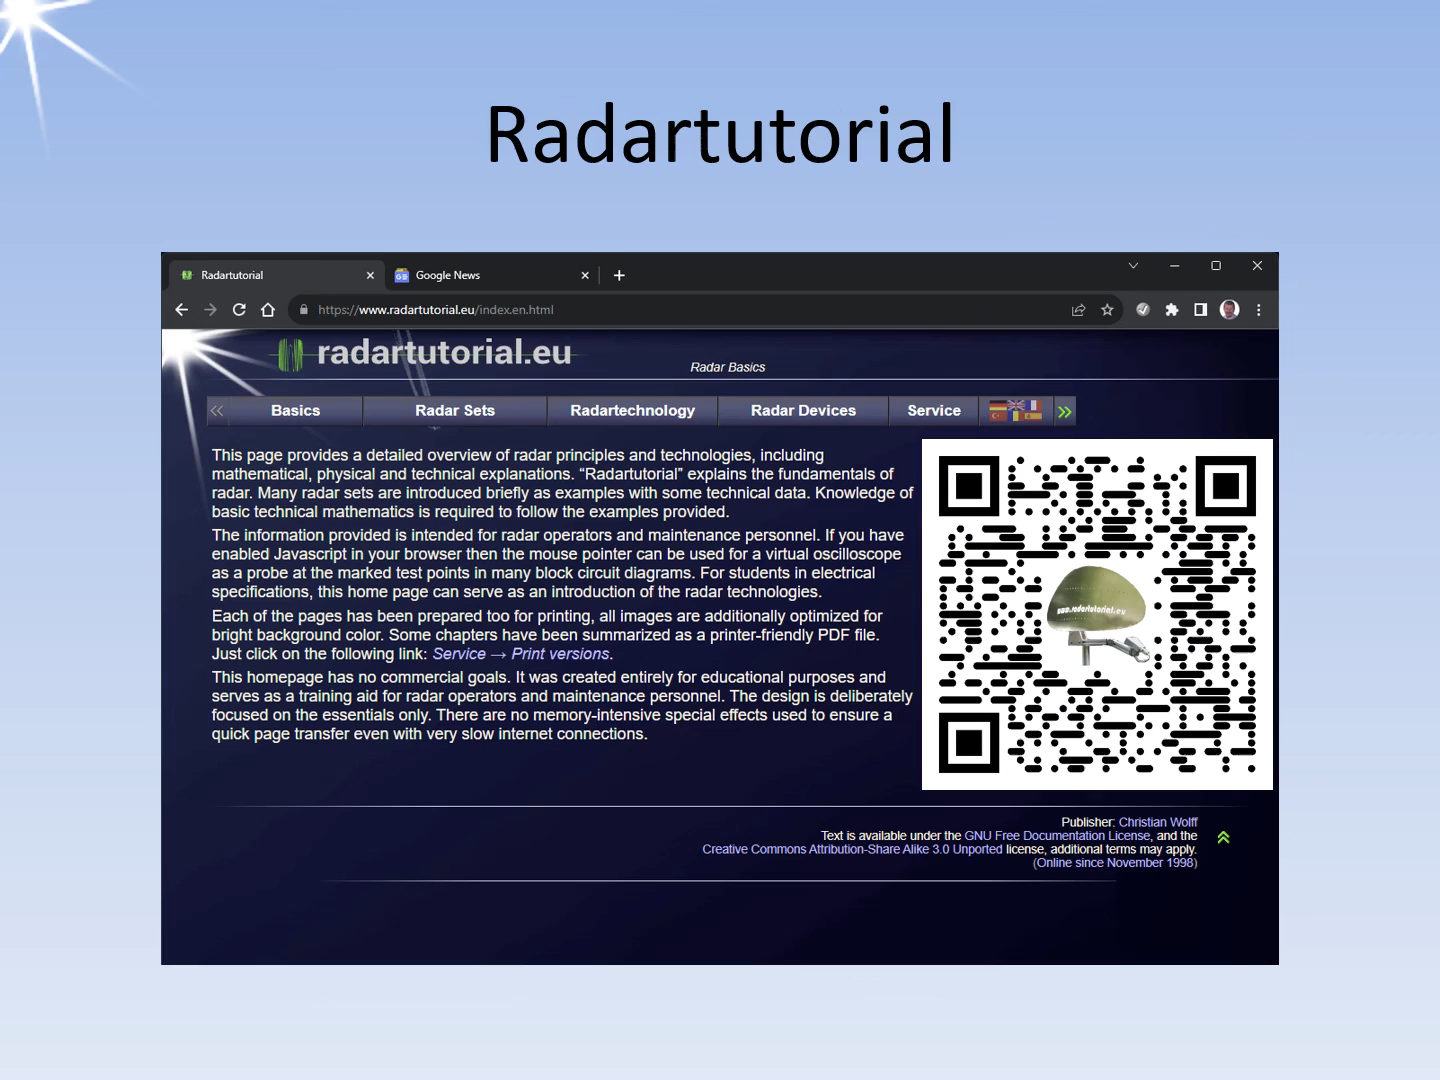 Radartutorial
Radartutorial
Google News
https://www.radartutorial.eu/index.en.html
radartutorial.eu
Radar Basics
Basics
Radar Sets
Radartechnology
Radar Devices
Service
This page provides a detailed overview of radar principles and technologies, including
mathematical, physical and technical explanations. “Radartutorial” explains the fundamentals of
radar. Many radar sets are introduced briefly as examples with some technical data. Knowledge of
basic technical mathematics is required to follow the examples provided.
The information provided is intended for radar operators and maintenance personnel. If you have
enabled Javascript in your browser then the mouse pointer can be used for a virtual oscilloscope
as a probe at the marked test points in many block circuit diagrams. For students in electrical
specifications, this home page can serve as an introduction of the radar technologies.
Each of the pages has been prepared too for printing, all images are additionally optimized for
bright background color. Some chapters have been summarized as a printer-friendly PDF file.
Just click on the following link: Service → Print versions.
This homepage has no commercial goals. It was created entirely for educational purposes and
serves as a training aid for radar operators and maintenance personnel. The design is deliberately
focused on the essentials only. There are no memory-intensive special effects used to ensure a
quick page transfer even with very slow internet connections.
www.radartutorial.eu
Publisher: Christian Wolff
Text is available under the GNU Free Documentation License, and the
Creative Commons Attribution-Share Alike 3.0 Unported license, additional terms may apply.
(Online since November 1998)